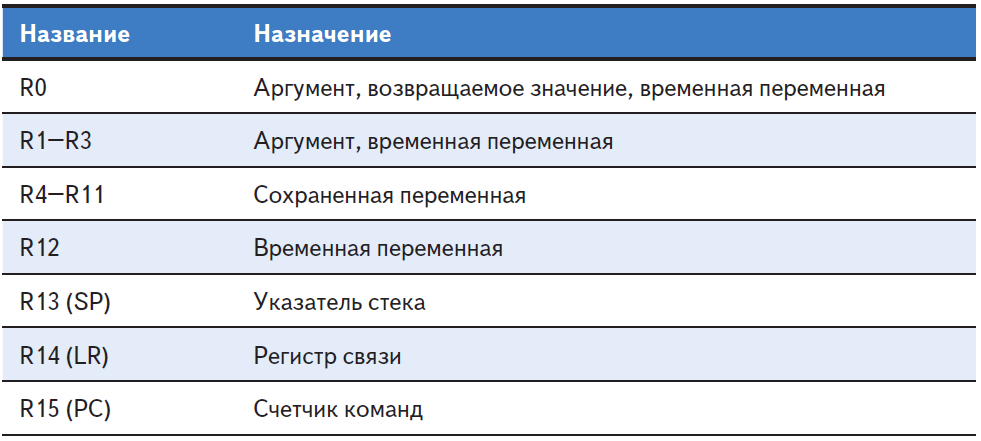 Название Назначение
R0 Аргумент, возвращаемое значение, временная переменная
R1—R3 Аргумент, временная переменная
R4—R11 Сохраненная переменная
R12 Временная переменная
R13 (SP) Указатель стека
R14 (LR) Регистр связи
R15 (PC) Счетчик команд